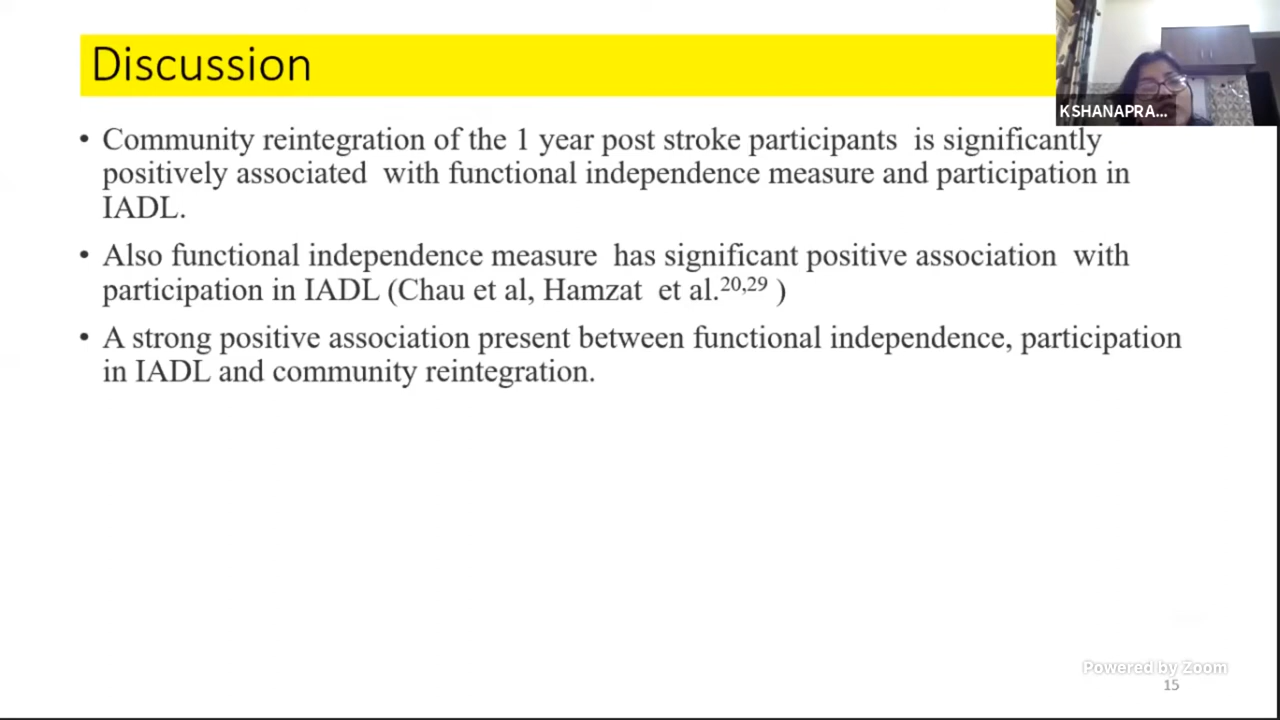 Discussion
KSHANAPRA...
• Community reintegration of the 1 year post stroke participants is significantly
positively associated with functional independence measure and participation in
IADL.
• Also functional independence measure has significant positive association with
participation in IADL (Chau et al, Hamzat et al.20,29 )
• A strong positive association present between functional independence, participation
in IADL and community reintegration.
Powered by Zoom
15